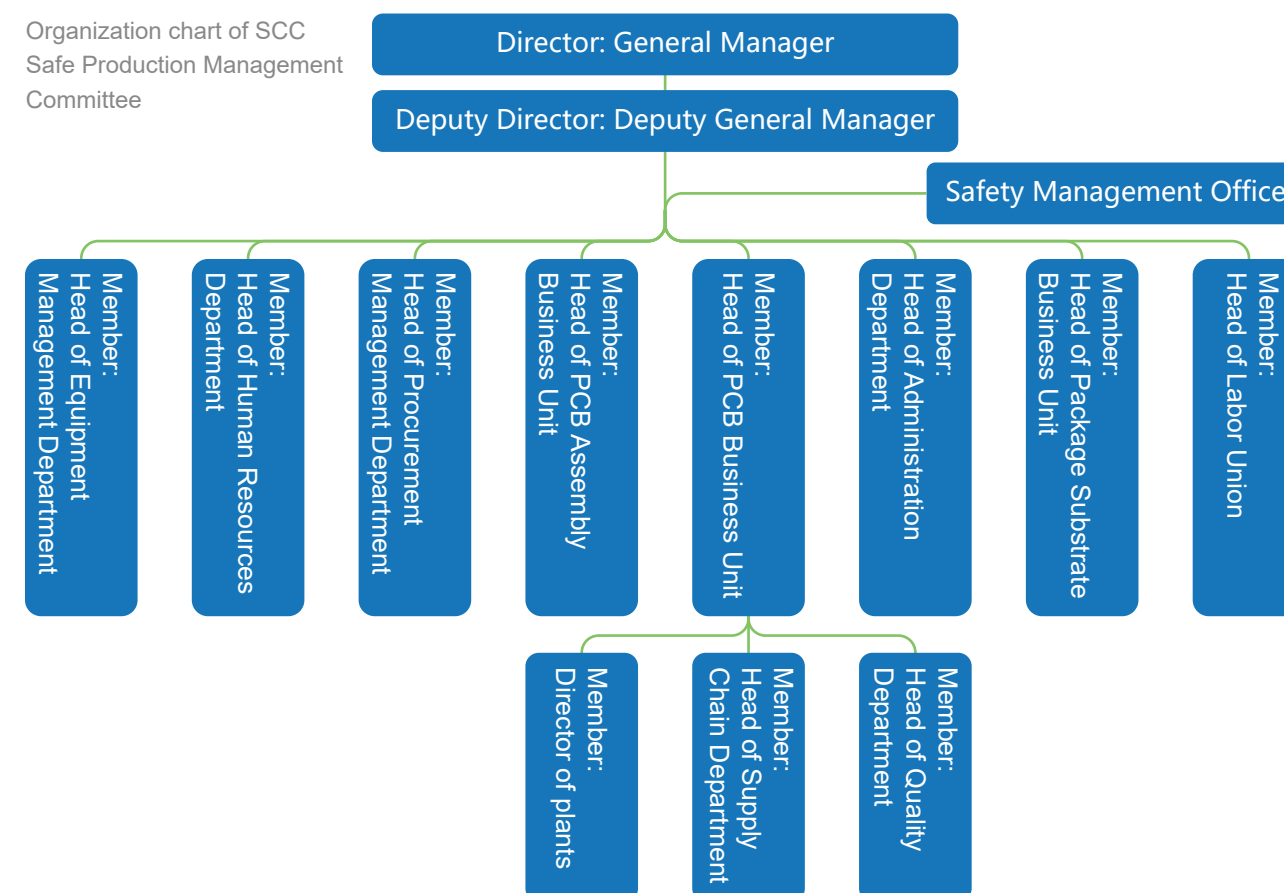 Organization chart of SCC
Safe Production Management
Committee
Director: General Manager
Deputy Director: Deputy General Manager
Safety Management Office
Member:
Head of Equipment
Management Department
Member:
Head of Human Resources
Department
Member:
Head of Procurement
Management Department
Member:
Head of PCB Assembly
Business Unit
Member:
Head of PCB Business Unit
Member:
Head of Administration
Department
Member:
Head of Package Substrate
Business Unit
Member:
Head of Labor Union
Member:
Director of plants
Member:
Head of Supply
Chain Department
Member:
Head of Quality
Department